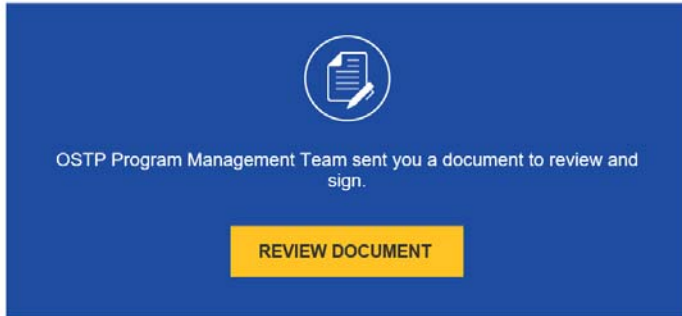 OSTP Program Management Team sent you a document to review and
sign.
REVIEW DOCUMENT